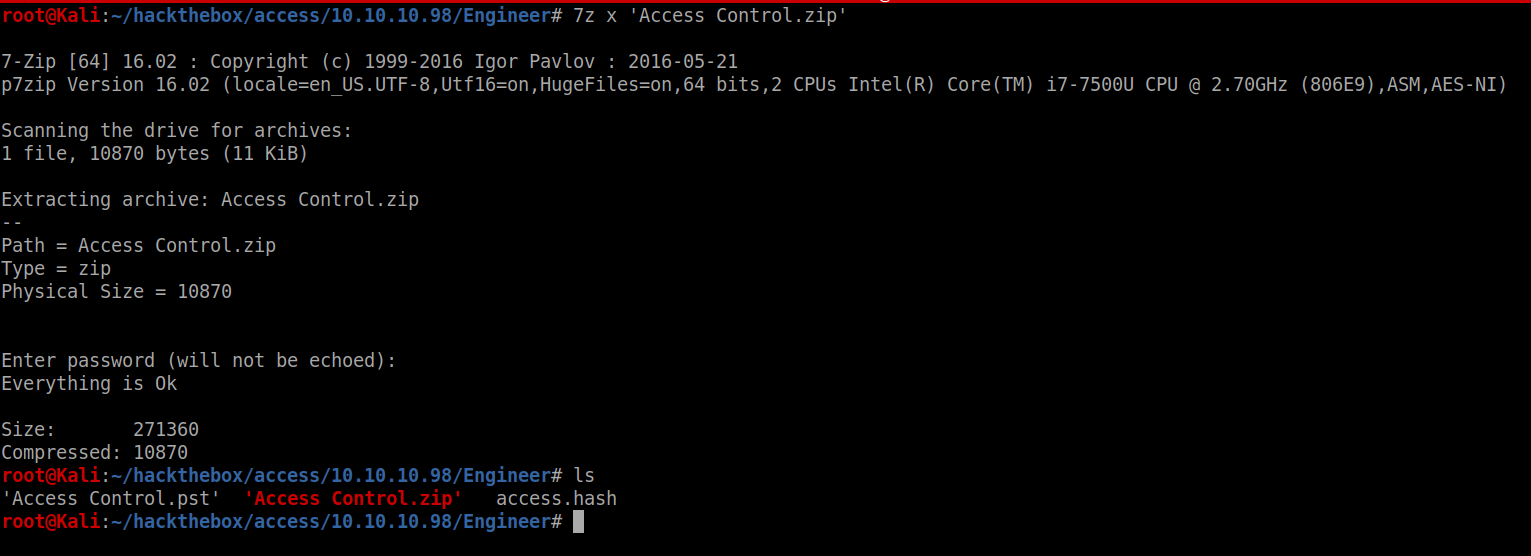 root@Kali:~/hackthebox/access/10.10.10.98/Engineer# 7z x 'Access Control.zip'
7-Zip [64] 16.02 : Copyright (c) 1999-2016 Igor Pavlov : 2016-05-21
p7zip Version 16.02 (locale=en_US.UTF-8,Utf16=on,HugeFiles=on,64 bits,2 CPUs Intel(R) Core(TM) i7-7500U CPU @ 2.70GHz (806E9),ASM,AES-NI)
Scanning the drive for archives:
1 file, 10870 bytes (11 KiB)
Extracting archive: Access Control.zip
--
Path = Access Control.zip
Type = zip
Physical Size = 10870
Enter password (will not be echoed):
Everything is Ok
Size:       271360
Compressed: 10870
root@Kali:~/hackthebox/access/10.10.10.98/Engineer# ls
'Access Control.pst'  'Access Control.zip'   access.hash
root@Kali:~/hackthebox/access/10.10.10.98/Engineer#